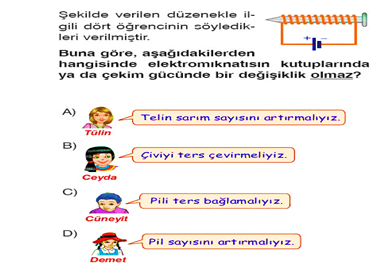 Şekilde verilen düzenekle il-
gili dört öğrencinin söyledik-
leri verilmiştir.
Buna göre, aşağıdakilerden
hangisinde elektromıknatısın kutuplarında
ya da çekim gücünde bir değişiklik olmaz?
A)
Telin sarım sayısını artırmalıyız.
Tülin
B)
Çiviyi ters çevirmeliyiz.
Ceyda
C)
Pili ters bağlamalıyız.
Cüneyit
D)
Pil sayısını artırmalıyız.
Demet